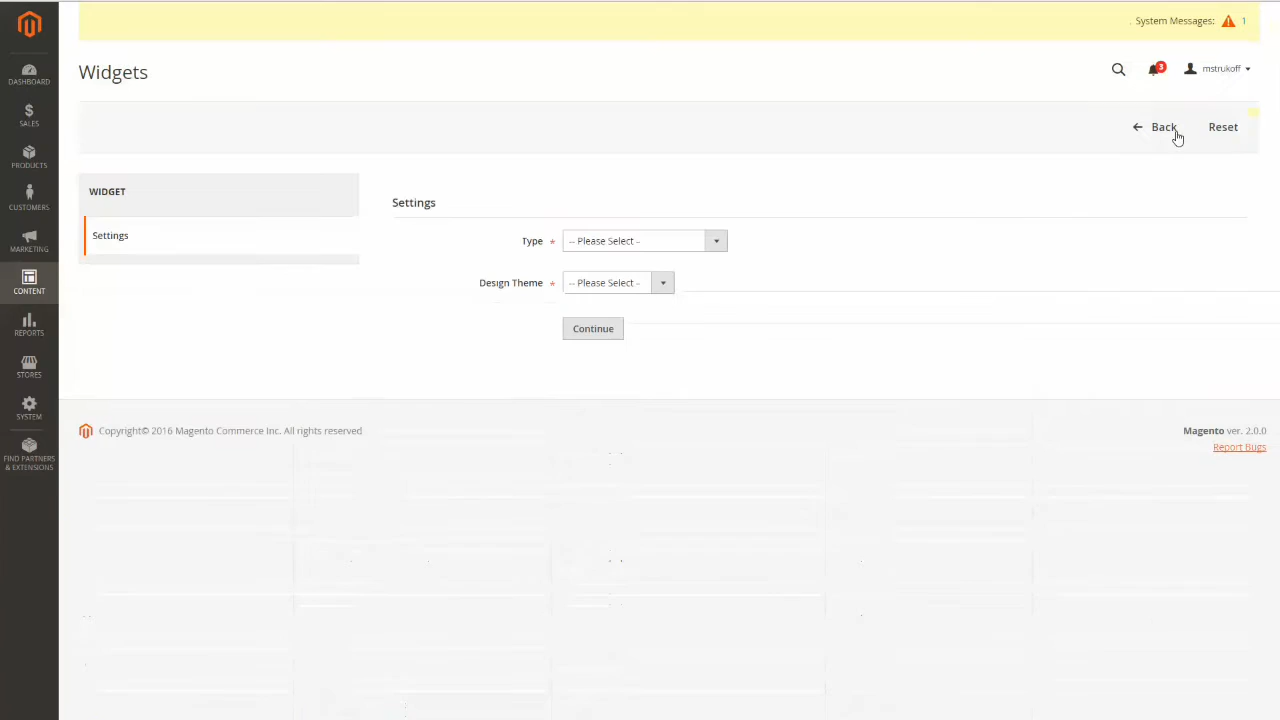 System Messages: 1
Widgets
3
mstrukoff
Back
Reset
DASHBOARD
SALES
PRODUCTS
CUSTOMERS
MARKETING
CONTENT
REPORTS
STORES
SYSTEM
FIND PARTNERS
& EXTENSIONS
WIDGET
Settings
Settings
Type * -- Please Select --
Design Theme * -- Please Select --
Continue
Copyright© 2016 Magento Commerce Inc. All rights reserved
Magento ver. 2.0.0
Report Bugs